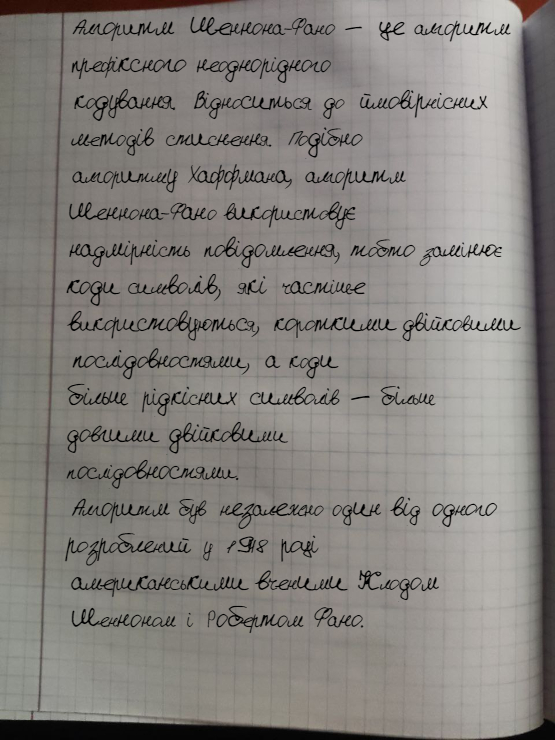 Алгоритм Шеннона-Фано — це алгоритм
префіксного неоднорідного
кодування. Відноситься до ймовірнісних
методів стиснення. Подібно
алгоритму Хаффмана, алгоритм
Шеннона-Фано використовує
надмірність повідомлення, тобто замінює
коди символів, які частіше
використовуються, короткими двійковими
послідовностями, а коди
більше рідкісних символів — більше
довгими двійковими
послідовностями.
Алгоритм був незалежно один від одного
розроблений у 1948 році
американськими вченими Клодом
Шенноном і Робертом Фано.